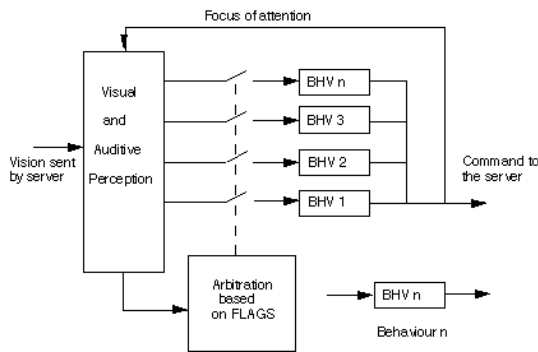 Focus of attention
Visual
and
Auditive
Perception
Vision sent
by server
BHV n
BHV 3
BHV 2
BHV 1
Command to
the server
Arbitration
based
on FLAGS
BHV n
Behaviour n